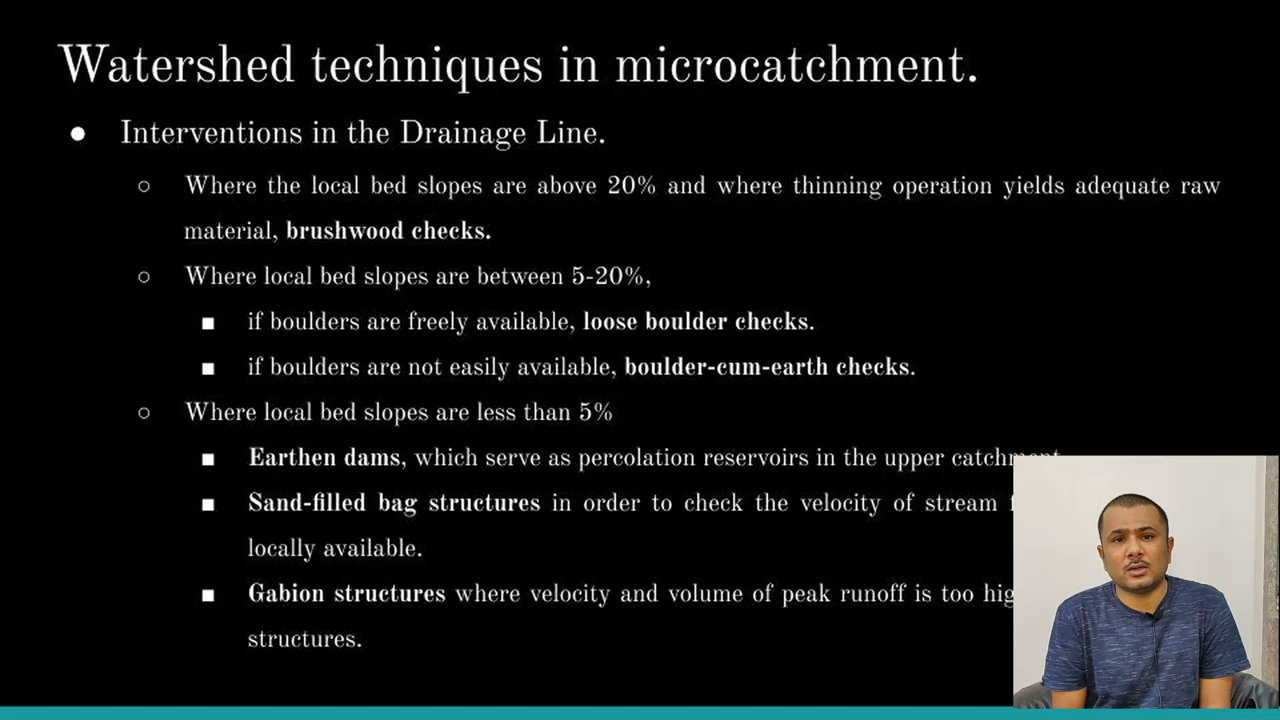 Watershed techniques in microcatchment.
● Interventions in the Drainage Line.
○ Where the local bed slopes are above 20% and where thinning operation yields adequate raw
material, brushwood checks.
○ Where local bed slopes are between 5-20%,
■ if boulders are freely available, loose boulder checks.
■ if boulders are not easily available, boulder-cum-earth checks.
○ Where local bed slopes are less than 5%
■ Earthen dams, which serve as percolation reservoirs in the upper catchment.
■ Sand-filled bag structures in order to check the velocity of stream
locally available.
■ Gabion structures where velocity and volume of peak runoff is too
structures.